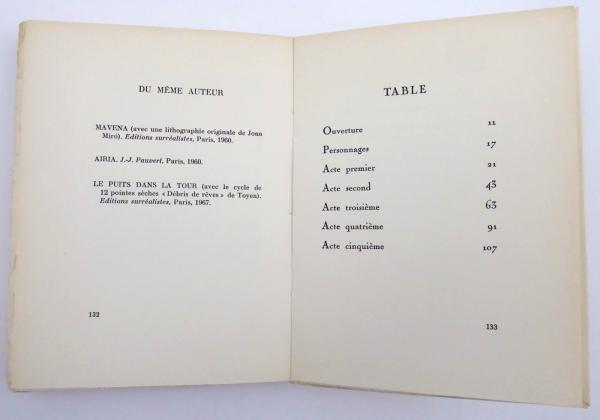 DU MÊME AUTEUR
MAVENA (avec une lithographie originale de Joan
Miró). Editions surréalistes, Paris, 1960.
AIRIA. J.-J. Pauvert, Paris, 1960.
LE PUITS DANS LA TOUR (avec le cycle de
12 pointes sèches « Débris de rêves » de Toyen).
Editions surréalistes, Paris, 1967.
132
TABLE
Ouverture 11
Personnages 17
Acte premier 21
Acte second 43
Acte troisième 63
Acte quatrième 91
Acte cinquième 107
133